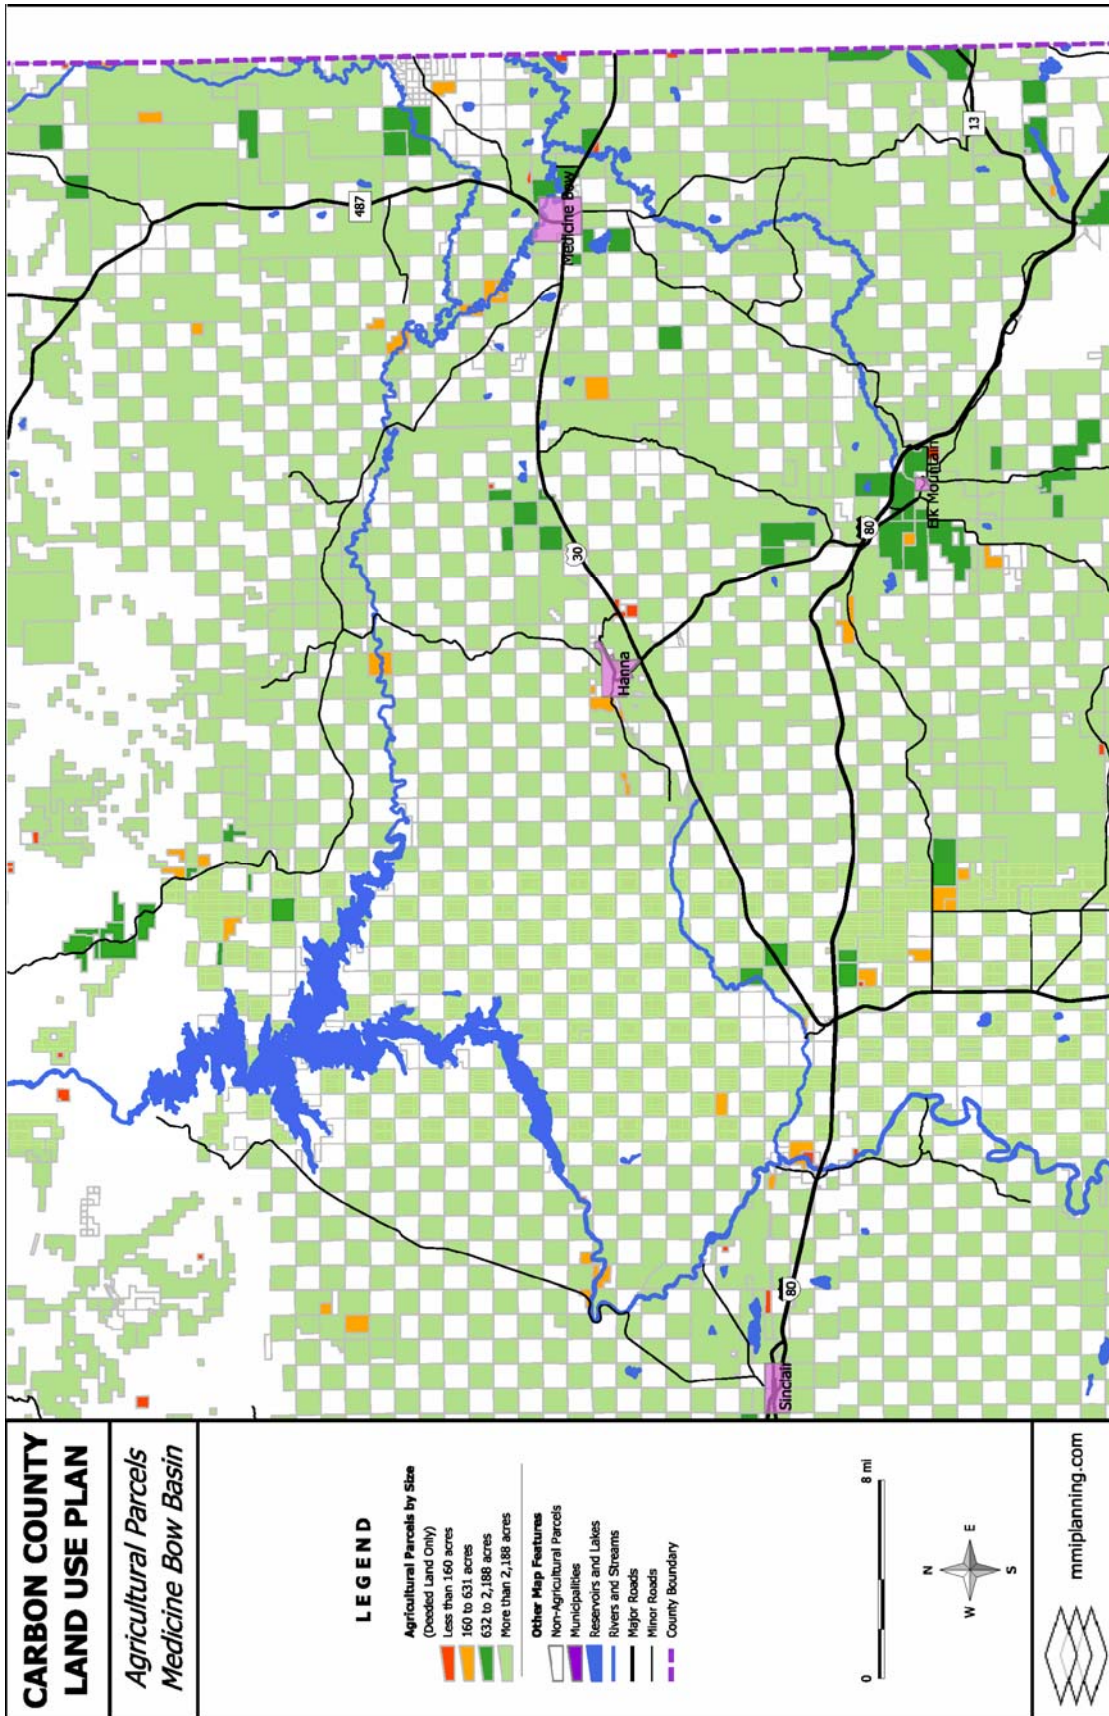 CARBON COUNTY
LAND USE PLAN
Agricultural Parcels
Medicine Bow Basin
LEGEND
Agricultural Parcels by Size
(Deeded Land Only)
Less than 160 acres
160 to 631 acres
632 to 2,188 acres
More than 2,188 acres
Other Map Features
Non-Agricultural Parcels
Municipalities
Reservoirs and Lakes
Rivers and Streams
Major Roads
Minor Roads
County Boundary
0 8 mi
N
W E
S
mmiplanning.com
487
Medicine Bow
13
30
Hanna
80
Elk Mountain
80
Sinclair